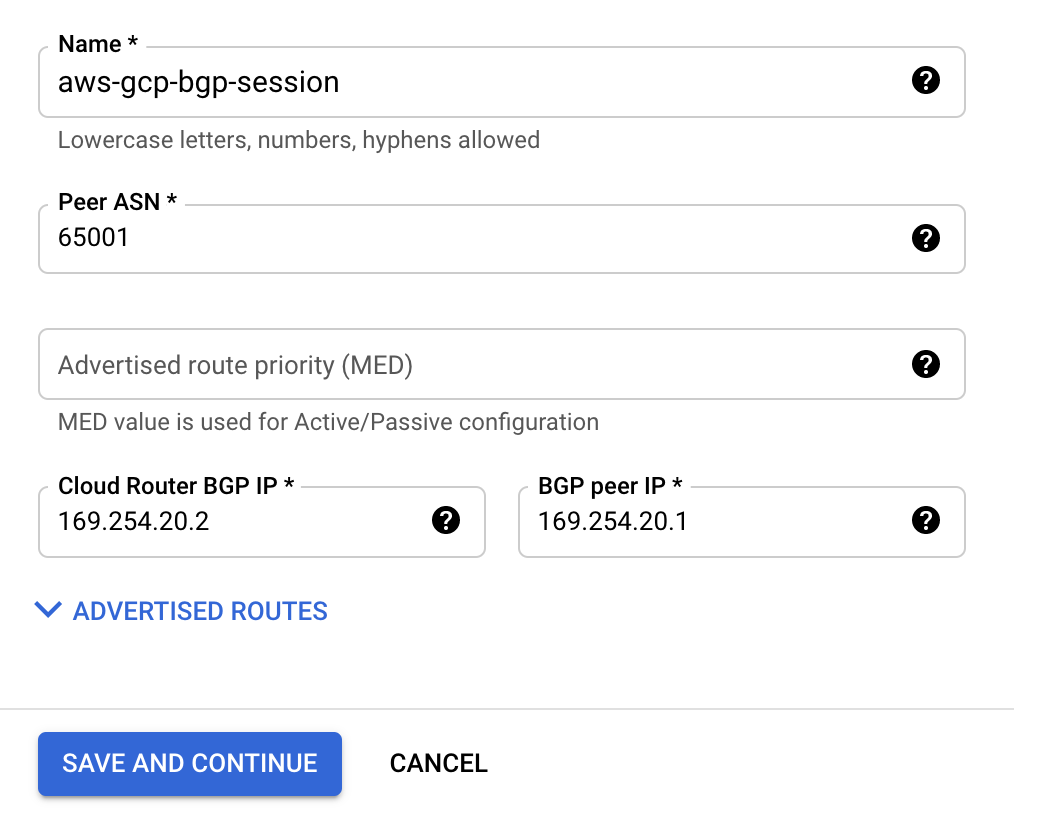 Name *
aws-gcp-bgp-session
Lowercase letters, numbers, hyphens allowed
Peer ASN *
65001
Advertised route priority (MED)
MED value is used for Active/Passive configuration
Cloud Router BGP IP *
169.254.20.2
BGP peer IP *
169.254.20.1
ADVERTISED ROUTES
SAVE AND CONTINUE
CANCEL